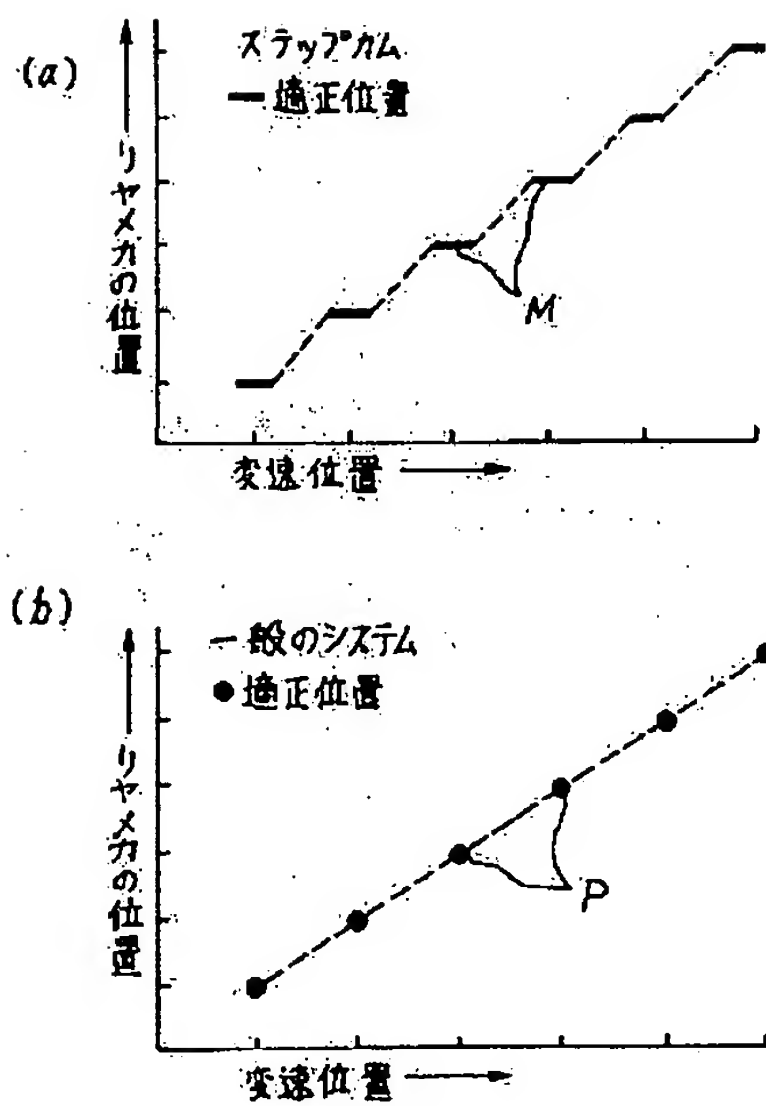 (a)
ステップカム
━ 適正位置
リヤメカの位置
M
変速位置
(b)
一般のシステム
● 適正位置
リヤメカの位置
P
変速位置